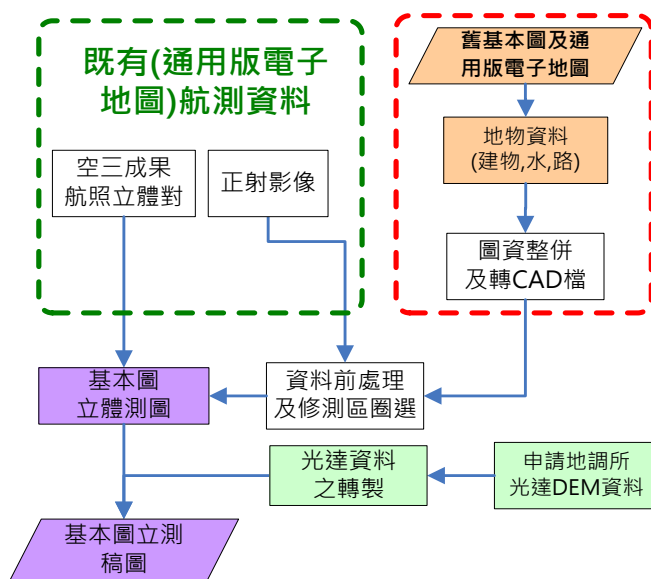 既有(通用版電子
地圖)航測資料
舊基本圖及通
用版電子地圖
地物資料
(建物,水,路)
空三成果
航照立體對
正射影像
圖資整併
及轉CAD檔
基本圖
立體測圖
資料前處理
及修測區圈選
光達資料
之轉製
申請地調所
光達DEM資料
基本圖立測
稿圖